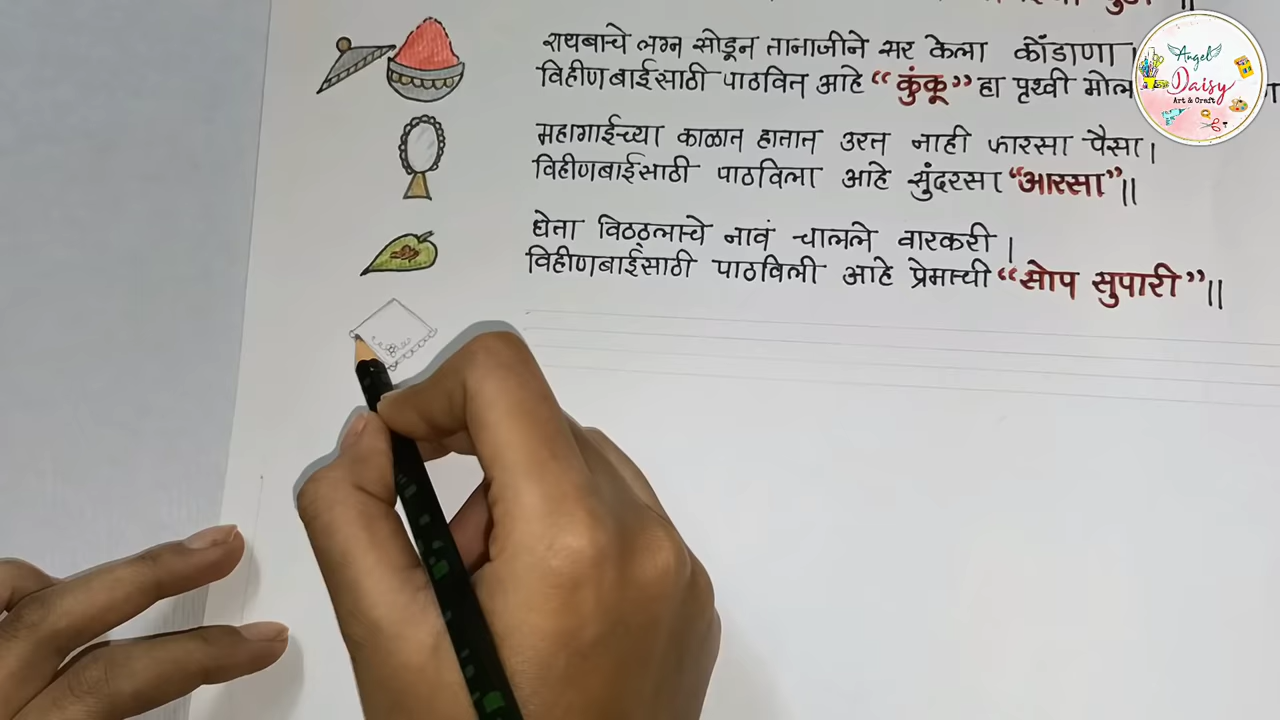 रायबाचे लग्न सोडून तानाजीने सर केला कोंडाणा।
विहीणबाईसाठी पाठवित आहे “कुंकू” हा पृथ्वी मोल
महागाईच्या काळात हातात उरत नाही फारसा पैसा।
विहीणबाईसाठी पाठविला आहे सुंदरसा “आरसा”॥
घेता विठ्ठलाचे नावं चालले वारकरी।
विहीणबाईसाठी पाठविली आहे प्रेमाची “सोप सुपारी”॥
Angel
Daisy
Art & Craft